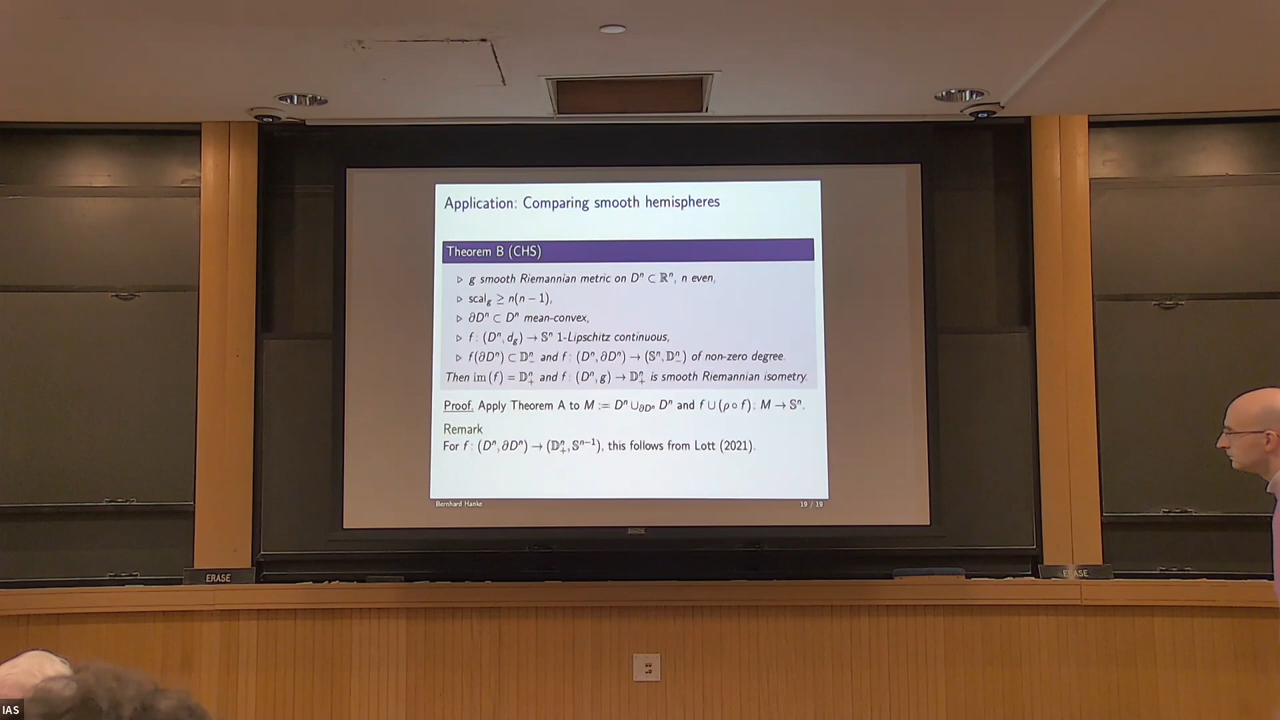 Application: Comparing smooth hemispheres
Theorem B (CHS)
▷ g smooth Riemannian metric on Dⁿ ⊂ ℝⁿ, n even,
▷ scal_g ≥ n(n − 1),
▷ ∂Dⁿ ⊂ Dⁿ mean-convex,
▷ f : (Dⁿ, d_g) → 𝕊ⁿ 1-Lipschitz continuous,
▷ f(∂Dⁿ) ⊂ 𝔻ⁿ₋ and f : (Dⁿ, ∂Dⁿ) → (𝕊ⁿ, 𝔻ⁿ₋) of non-zero degree.
Then im(f) = 𝔻ⁿ₊ and f : (Dⁿ, g) → 𝔻ⁿ₊ is smooth Riemannian isometry.
Proof. Apply Theorem A to M := Dⁿ ∪_∂Dⁿ Dⁿ and f ∪ (ρ ∘ f) : M → 𝕊ⁿ.
Remark
For f : (Dⁿ, ∂Dⁿ) → (𝔻ⁿ₊, 𝕊ⁿ⁻¹), this follows from Lott (2021).
Bernhard Hanke 19 / 19
ERASE ERASE
IAS